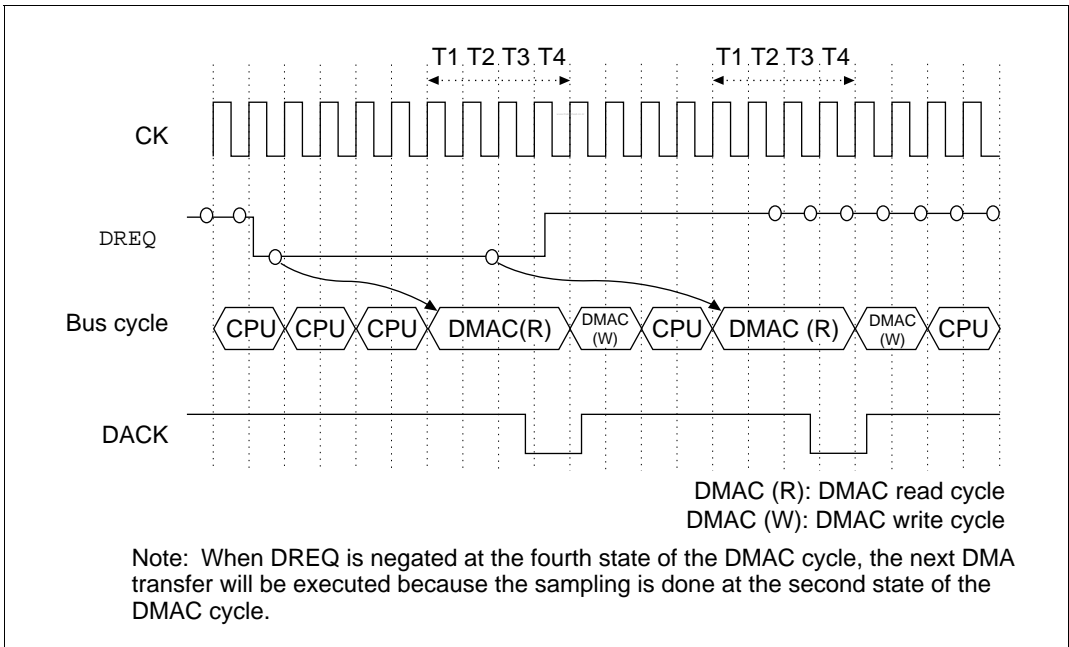 T1 T2 T3 T4 T1 T2 T3 T4
CK
DREQ
Bus cycle
CPU CPU CPU DMAC(R) DMAC (W) CPU DMAC (R) DMAC (W) CPU
DACK
DMAC (R): DMAC read cycle
DMAC (W): DMAC write cycle
Note: When DREQ is negated at the fourth state of the DMAC cycle, the next DMA
transfer will be executed because the sampling is done at the second state of the
DMAC cycle.